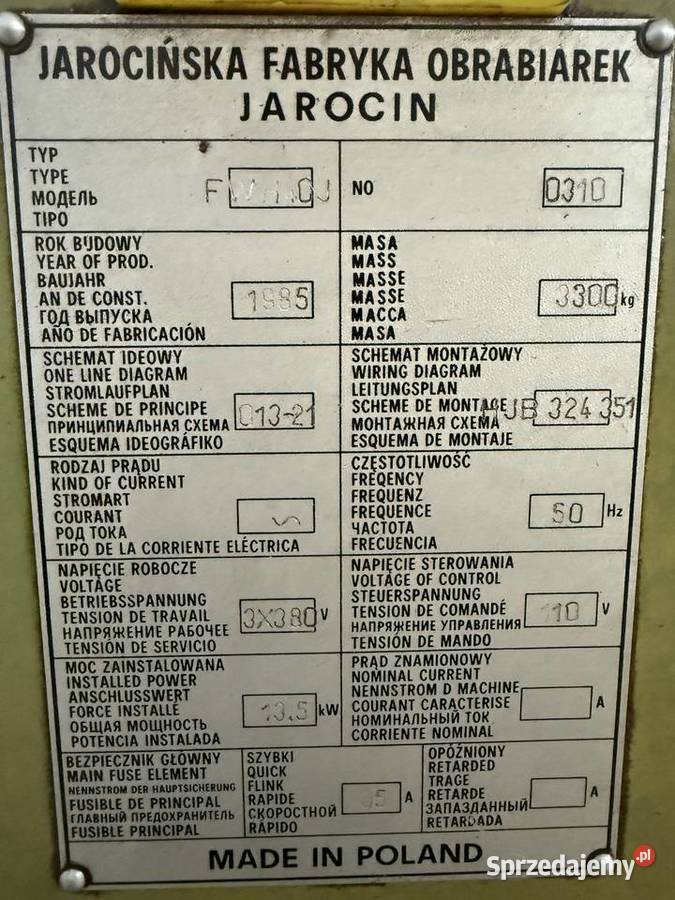 JAROCIŃSKA FABRYKA OBRABIAREK
JAROCIN
TYP
TYPE
МОДЕЛЬ
TIPO
NO 0310
ROK BUDOWY
YEAR OF PROD.
BAUJAHR
AN DE CONST.
ГОД ВЫПУСКА
AÑO DE FABRICACIÓN
1985
MASA
MASS
MASSE
MASSE
МАССА
MASA
3300 kg
SCHEMAT IDEOWY
ONE LINE DIAGRAM
STROMLAUFPLAN
SCHEME DE PRINCIPE
ПРИНЦИПИАЛЬНАЯ СХЕМА
ESQUEMA IDEOGRÁFIKO
013-21
SCHEMAT MONTAŻOWY
WIRING DIAGRAM
LEITUNGSPLAN
SCHEME DE MONTAGE
МОНТАЖНАЯ СХЕМА
ESQUEMA DE MONTAJE
324 351
RODZAJ PRĄDU
KIND OF CURRENT
STROMART
COURANT
РОД ТОКА
TIPO DE LA CORRIENTE ELÉCTRICA
~
CZĘSTOTLIWOŚĆ
FREQENCY
FREQUENZ
FREQUENCE
ЧАСТОТА
FRECUENCIA
50 Hz
NAPIĘCIE ROBOCZE
VOLTAGE
BETRIEBSSPANNUNG
TENSION DE TRAVAIL
НАПРЯЖЕНИЕ РАБОЧЕЕ
TENSIÓN DE SERVICIO
3X380 V
NAPIĘCIE STEROWANIA
VOLTAGE OF CONTROL
STEUERSPANNUNG
TENSION DE COMANDÉ
НАПРЯЖЕНИЕ УПРАВЛЕНИЯ
TENSIÓN DE MANDO
110 V
MOC ZAINSTALOWANA
INSTALLED POWER
ANSCHLUSSWERT
FORCE INSTALLE
ОБЩАЯ МОЩНОСТЬ
POTENCIA INSTALADA
13.5 kW
PRĄD ZNAMIONOWY
NOMINAL CURRENT
NENNSTROM D MACHINE
COURANT CARACTERISE
НОМИНАЛЬНЫЙ ТОК
CORRIENTE NOMINAL
A
BEZPIECZNIK GŁÓWNY
MAIN FUSE ELEMENT
NENNSTROM DER HAUPTSICHERUNG
FUSIBLE DE PRINCIPAL
ГЛАВНЫЙ ПРЕДОХРАНИТЕЛЬ
FUSIBLE PRINCIPAL
SZYBKI
QUICK
FLINK
RAPIDE
СКОРОСТНОЙ
RÁPIDO
A
OPÓŹNIONY
RETARDED
TRAGE
RETARDE
ЗАПАЗДАННЫЙ
RETARDADA
A
MADE IN POLAND
Sprzedajemy.pl